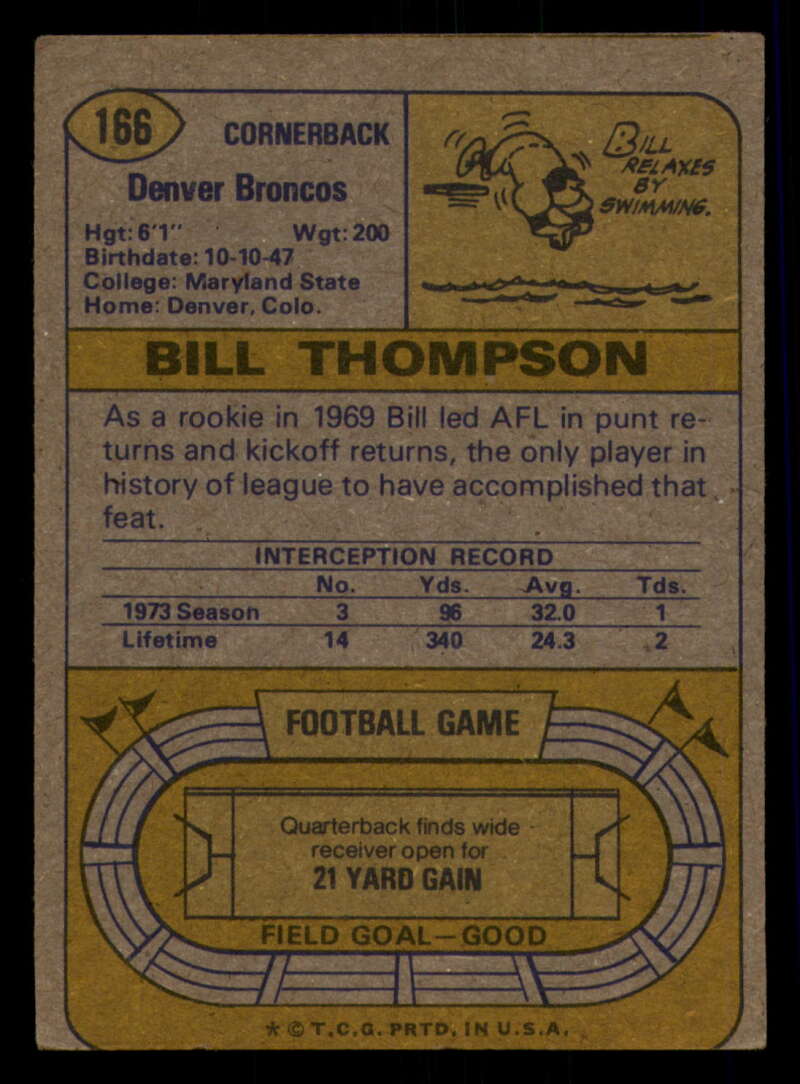 166
CORNERBACK
Denver Broncos
Hgt: 6'1" Wgt: 200
Birthdate: 10-10-47
College: Maryland State
Home: Denver, Colo.
BILL
RELAXES
BY
SWIMMING.
BILL THOMPSON
As a rookie in 1969 Bill led AFL in punt re-
turns and kickoff returns, the only player in
history of league to have accomplished that
feat.
INTERCEPTION RECORD
No. Yds. Avg. Tds.
1973 Season 3 96 32.0 1
Lifetime 14 340 24.3 2
FOOTBALL GAME
Quarterback finds wide
receiver open for
21 YARD GAIN
FIELD GOAL—GOOD
* © T.C.G. PRTD. IN U.S.A.